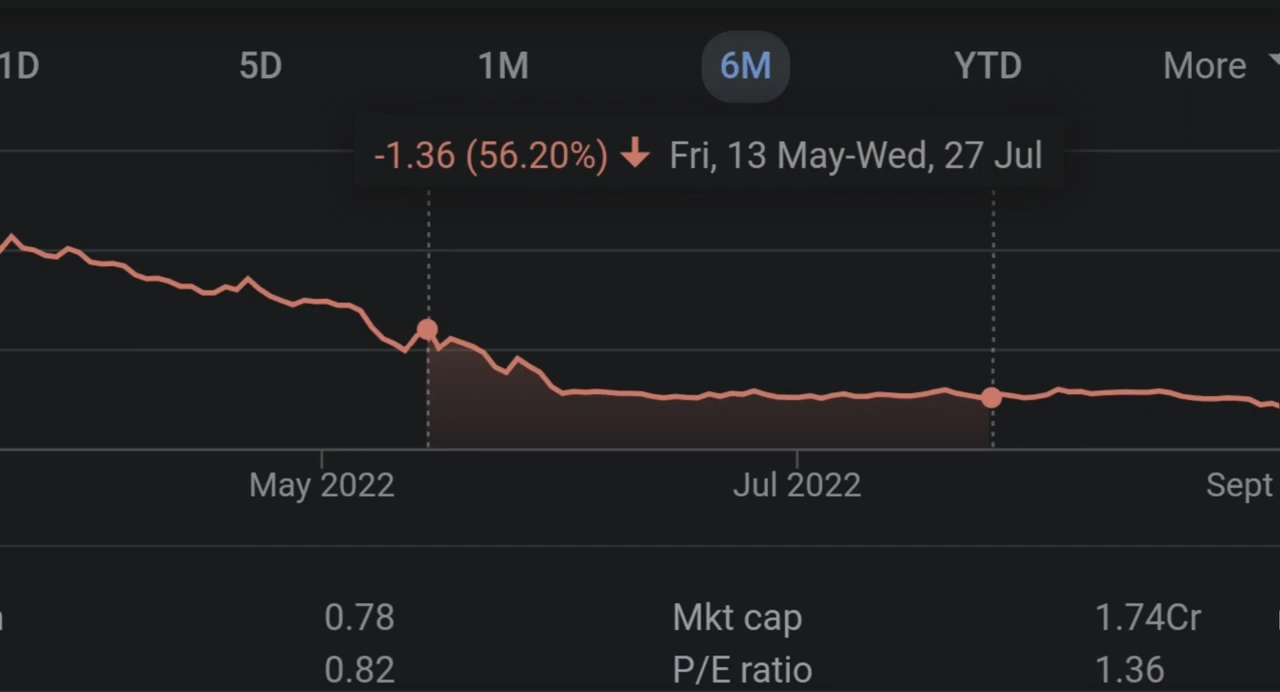 1D 5D 1M 6M YTD More
-1.36 (56.20%) Fri, 13 May-Wed, 27 Jul
May 2022 Jul 2022 Sept
0.78 Mkt cap 1.74Cr
0.82 P/E ratio 1.36